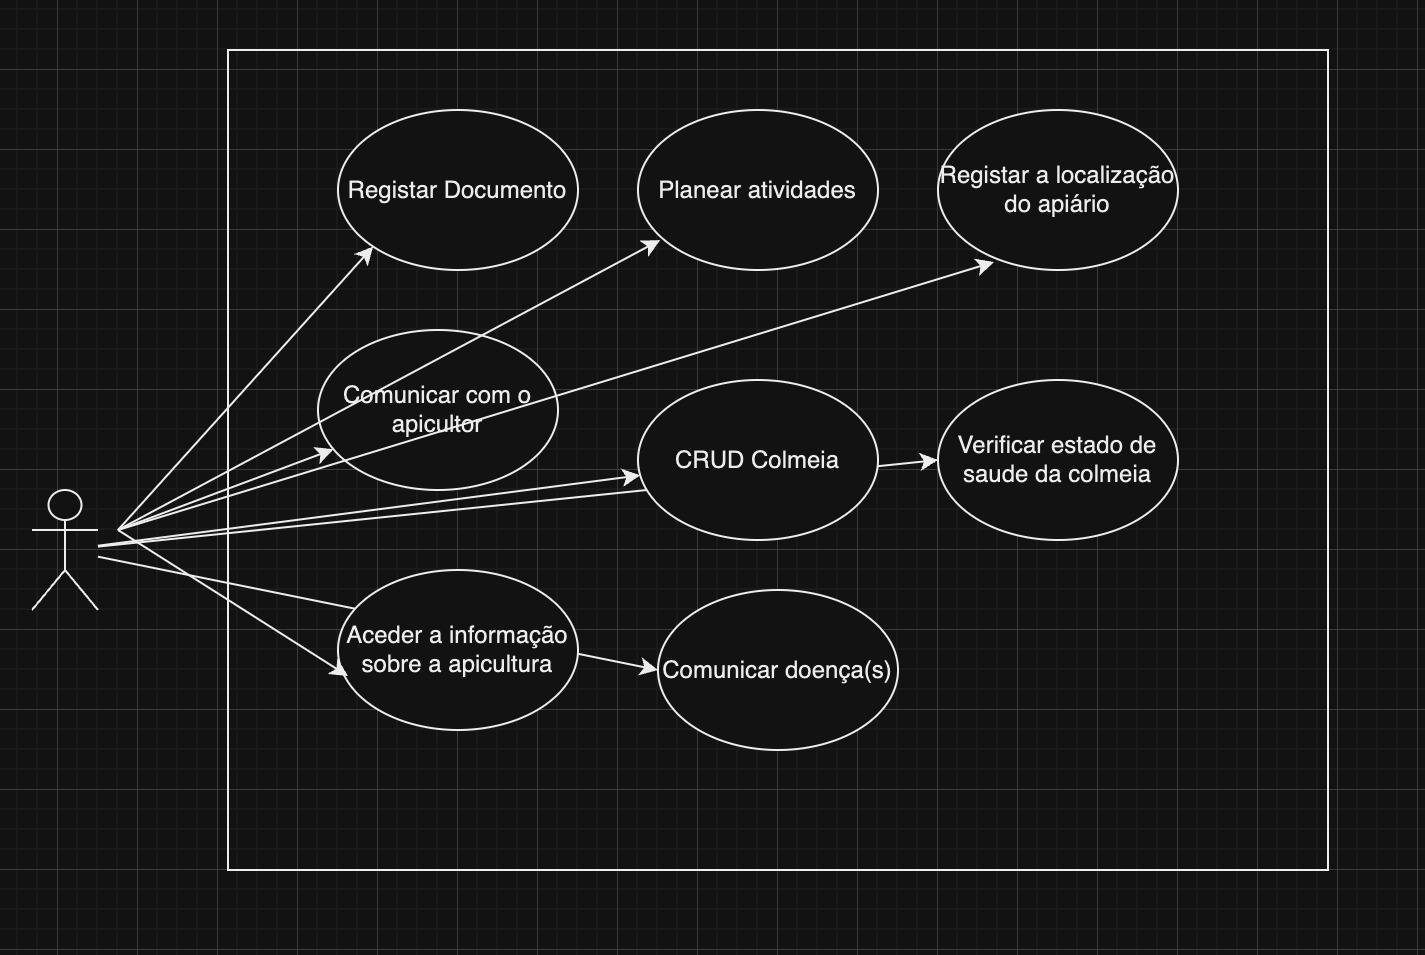 Registar Documento
Planear atividades
Registar a localização
do apiário
Comunicar com o
apicultor
CRUD Colmeia
Verificar estado de
saude da colmeia
Aceder a informação
sobre a apicultura
Comunicar doença(s)